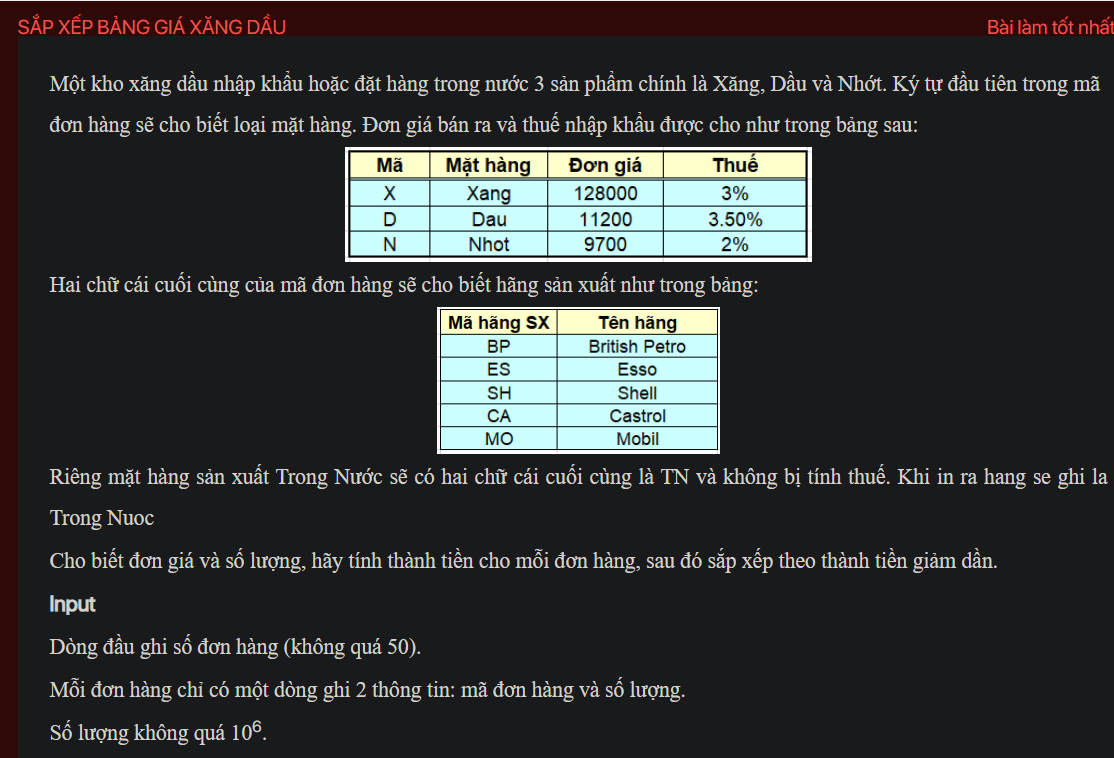 SẮP XẾP BẢNG GIÁ XĂNG DẦU
Bài làm tốt nhất
Một kho xăng dầu nhập khẩu hoặc đặt hàng trong nước 3 sản phẩm chính là Xăng, Dầu và Nhớt. Ký tự đầu tiên trong mã
đơn hàng sẽ cho biết loại mặt hàng. Đơn giá bán ra và thuế nhập khẩu được cho như trong bảng sau:
Mã Mặt hàng Đơn giá Thuế
X Xang 128000 3%
D Dau 11200 3.50%
N Nhot 9700 2%
Hai chữ cái cuối cùng của mã đơn hàng sẽ cho biết hãng sản xuất như trong bảng:
Mã hãng SX Tên hãng
BP British Petro
ES Esso
SH Shell
CA Castrol
MO Mobil
Riêng mặt hàng sản xuất Trong Nước sẽ có hai chữ cái cuối cùng là TN và không bị tính thuế. Khi in ra hang se ghi la
Trong Nuoc
Cho biết đơn giá và số lượng, hãy tính thành tiền cho mỗi đơn hàng, sau đó sắp xếp theo thành tiền giảm dần.
Input
Dòng đầu ghi số đơn hàng (không quá 50).
Mỗi đơn hàng chỉ có một dòng ghi 2 thông tin: mã đơn hàng và số lượng.
Số lượng không quá 10⁶.